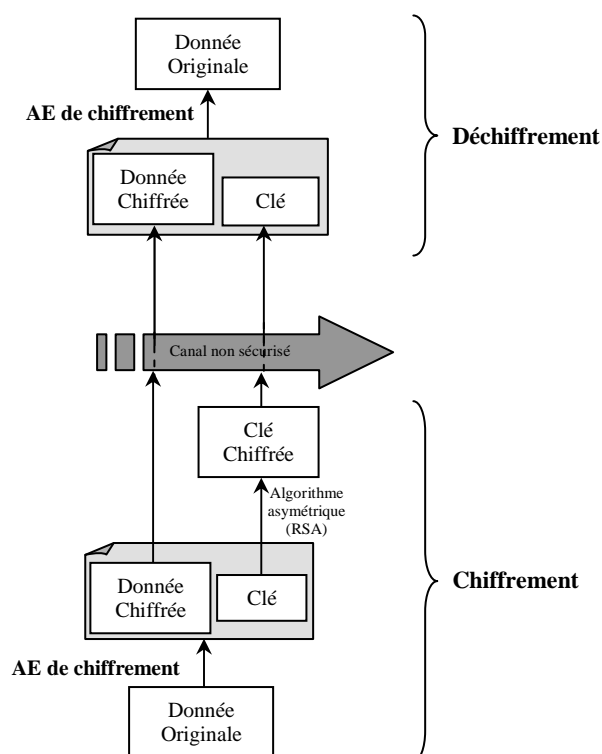 Donnée
Originale
AE de chiffrement
Déchiffrement
Donnée
Chiffrée
Clé
Canal non sécurisé
Clé
Chiffrée
Algorithme
asymétrique
(RSA)
Donnée
Chiffrée
Clé
Chiffrement
AE de chiffrement
Donnée
Originale